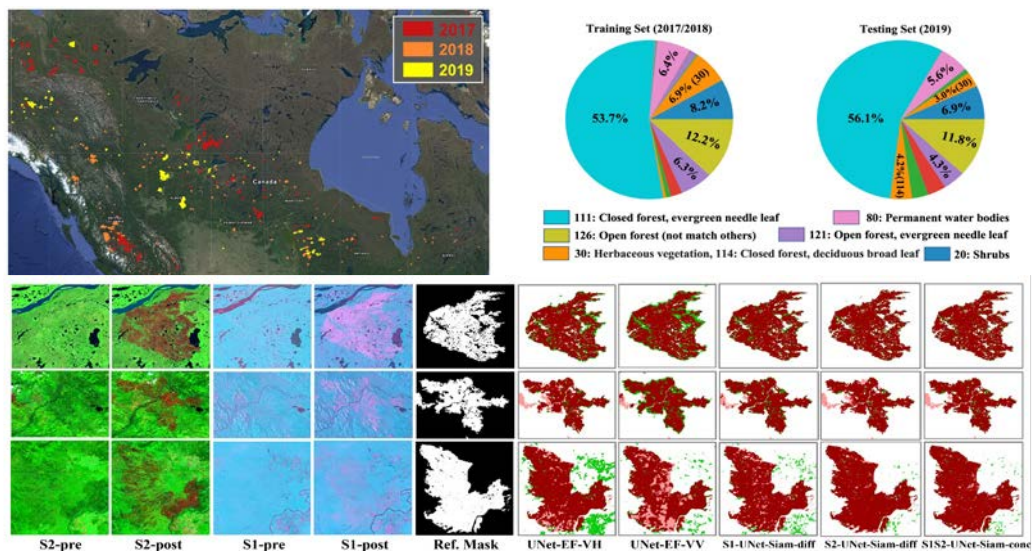 2017
2018
2019
Canada
Training Set (2017/2018)
6.4%
6.9% (30)
8.2%
53.7%
12.2%
6.3%
Testing Set (2019)
5.6%
3.0%(30)
6.9%
56.1%
11.8%
4.3%
4.2%(114)
111: Closed forest, evergreen needle leaf
80: Permanent water bodies
126: Open forest (not match others)
121: Open forest, evergreen needle leaf
30: Herbaceous vegetation, 114: Closed forest, deciduous broad leaf
20: Shrubs
S2-pre
S2-post
S1-pre
S1-post
Ref. Mask
UNet-EF-VH
UNet-EF-VV
S1-UNet-Siam-diff
S2-UNet-Siam-diff
S1S2-UNet-Siam-conc